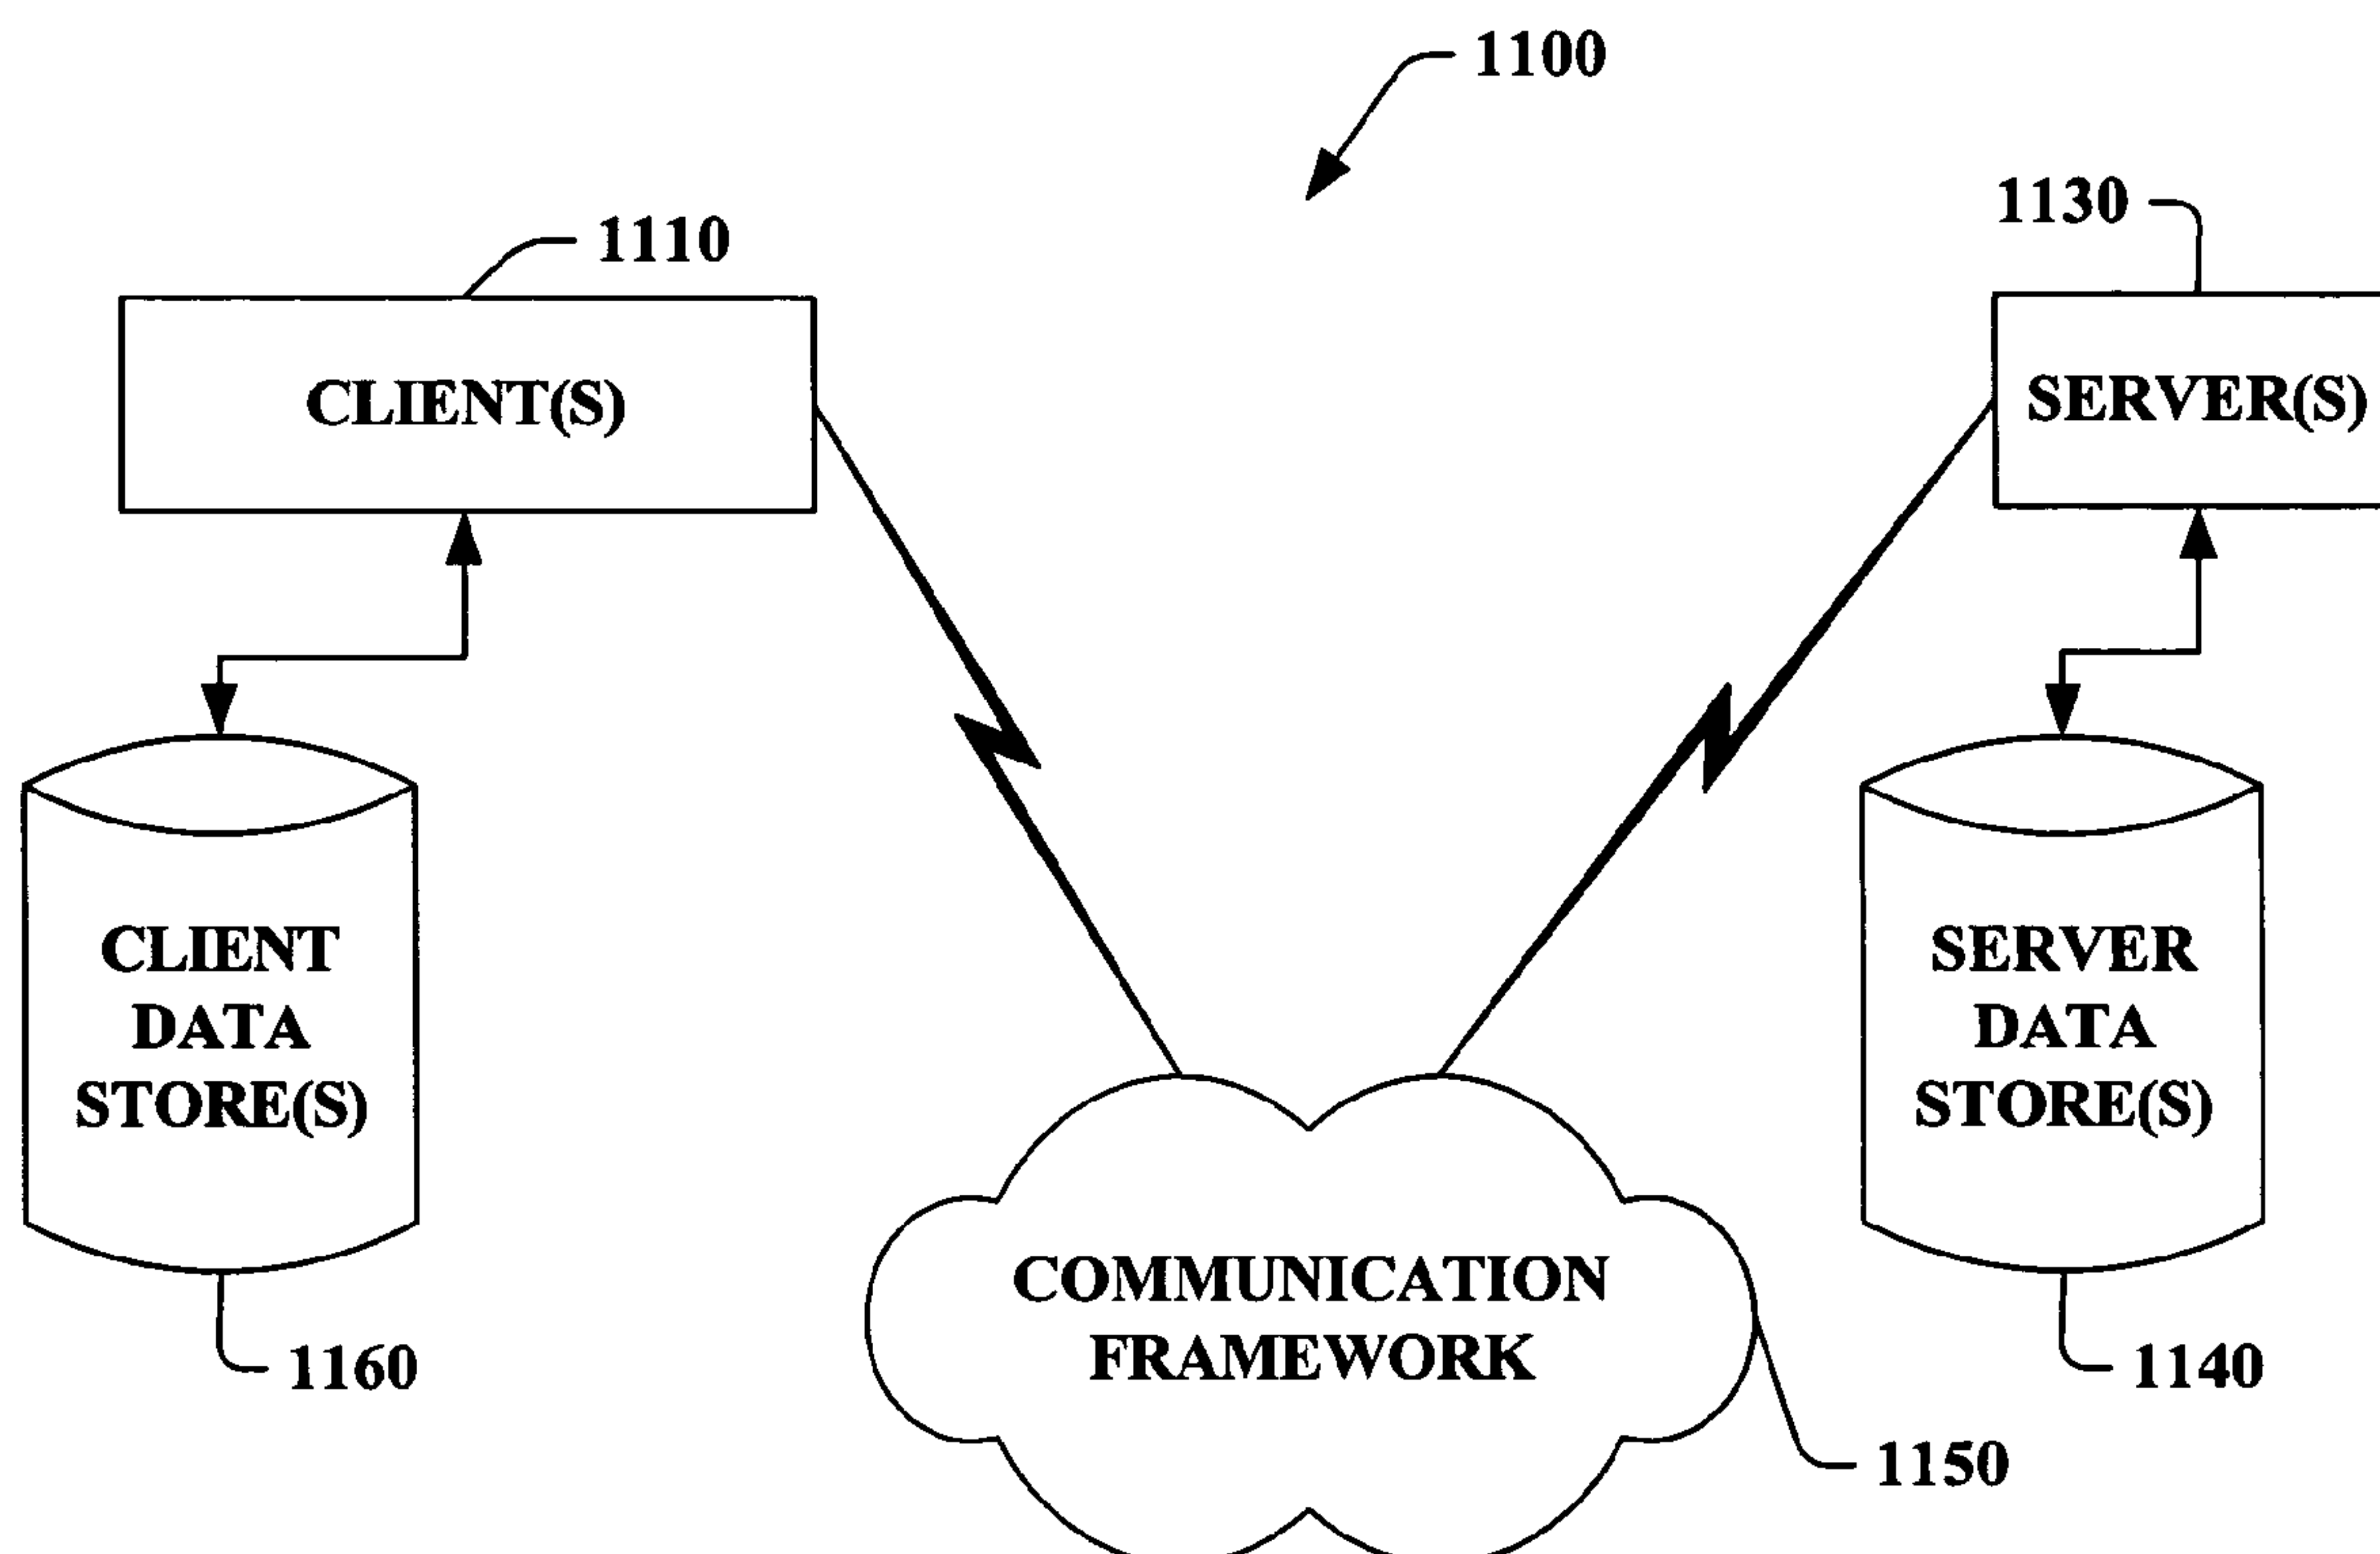 1100
1110
1130
CLIENT(S)
SERVER(S)
CLIENT
DATA
STORE(S)
SERVER
DATA
STORE(S)
COMMUNICATION
FRAMEWORK
1160
1140
1150